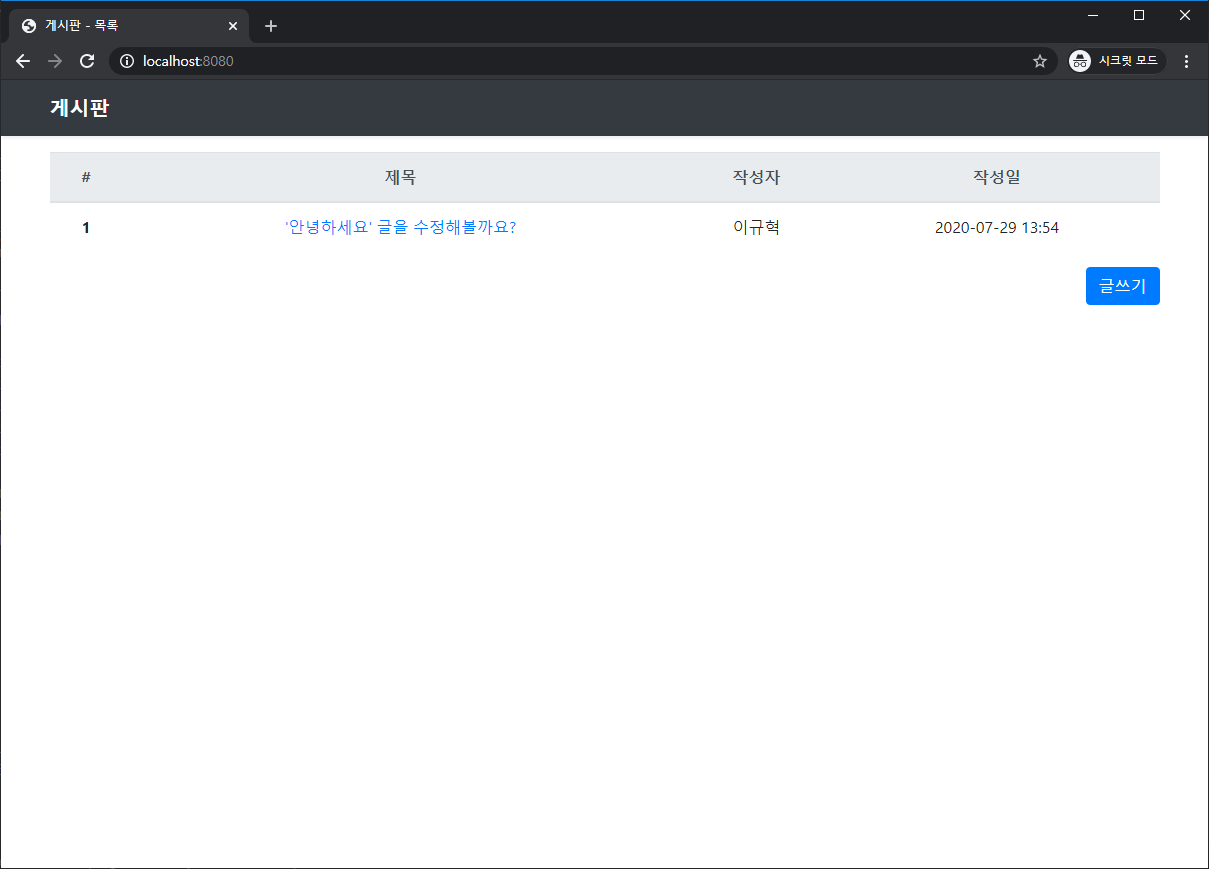 게시판 - 목록
localhost:8080
시크릿 모드
게시판
# 제목 작성자 작성일
1 '안녕하세요' 글을 수정해볼까요? 이규혁 2020-07-29 13:54
글쓰기